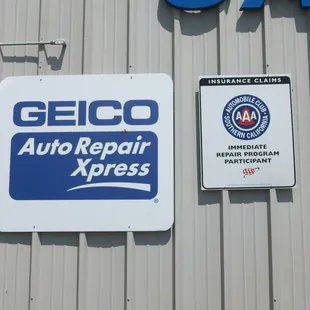 GEICO
Auto Repair
Xpress
®
INSURANCE CLAIMS
AUTOMOBILE CLUB
AAA
SOUTHERN CALIFORNIA
IMMEDIATE
REPAIR PROGRAM
PARTICIPANT
AAA